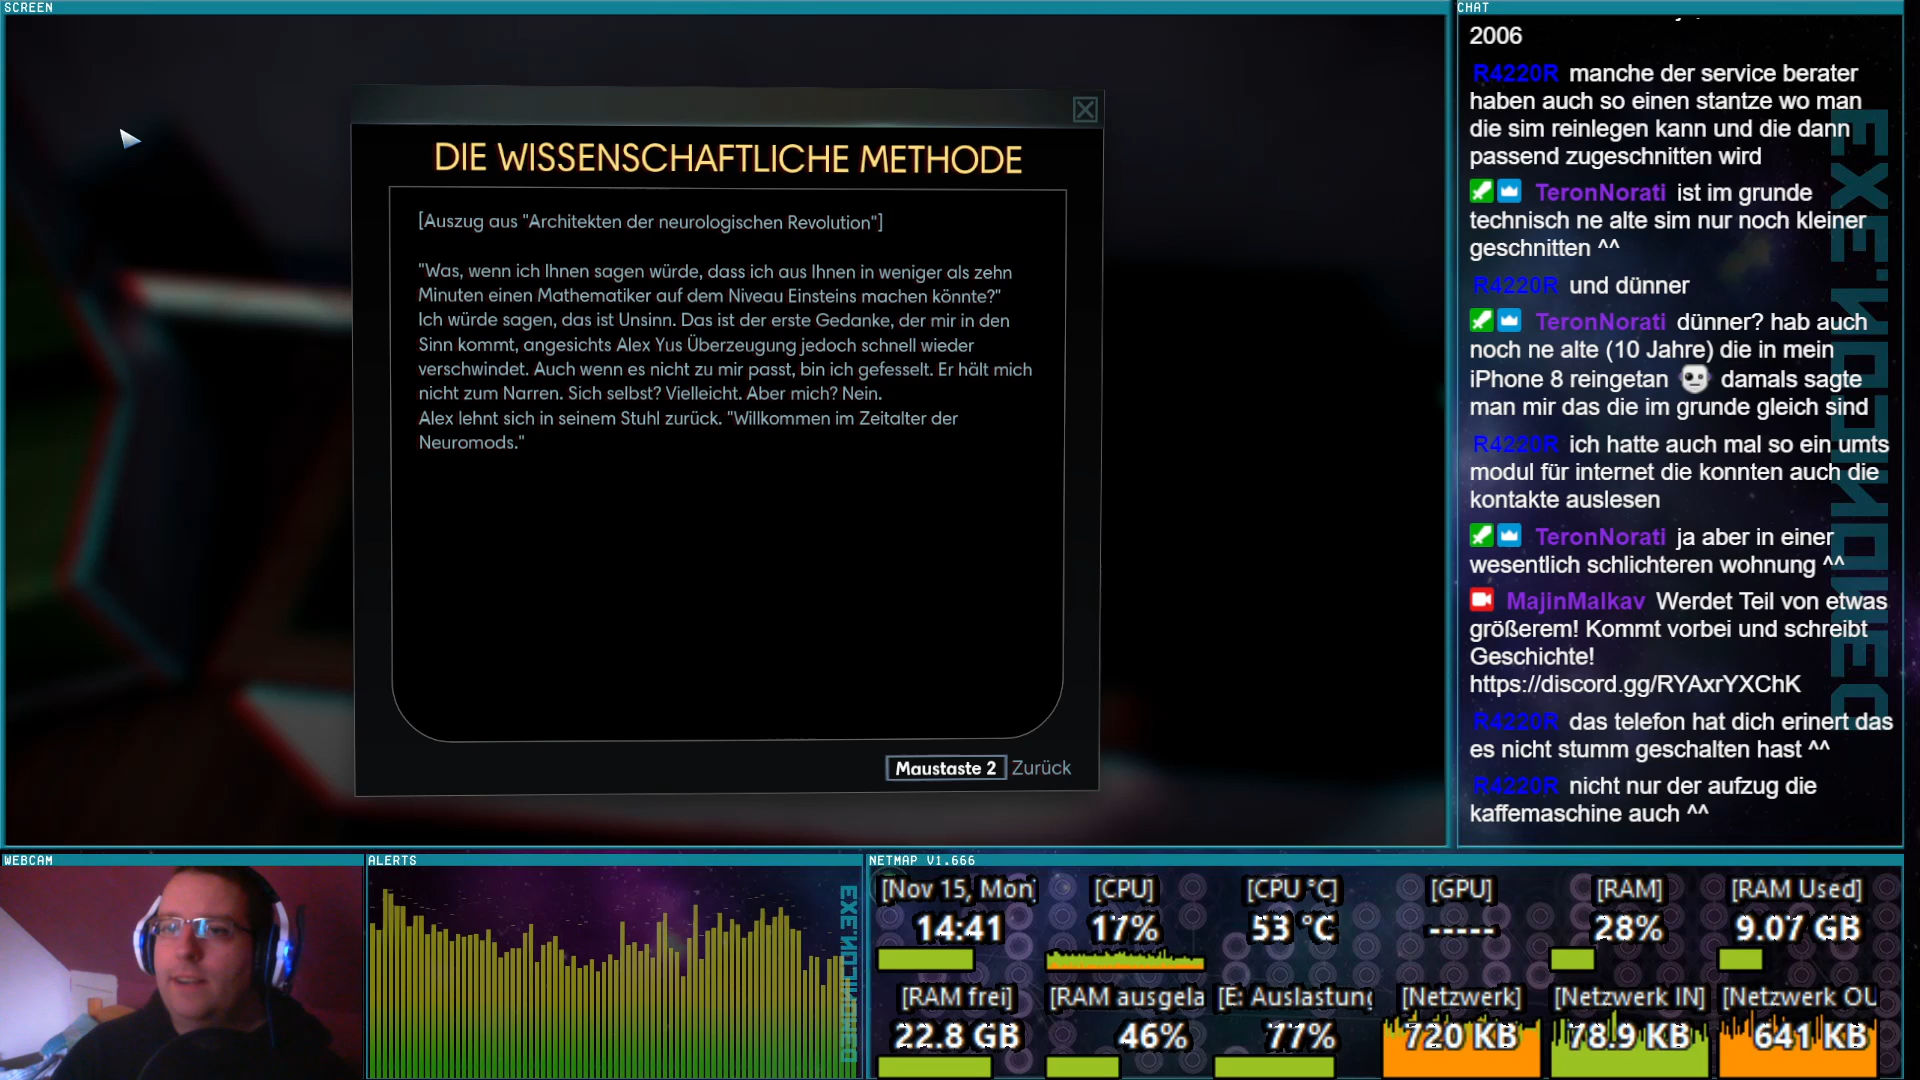 SCREEN
DIE WISSENSCHAFTLICHE METHODE
[Auszug aus "Architekten der neurologischen Revolution"]
"Was, wenn ich Ihnen sagen würde, dass ich aus Ihnen in weniger als zehn
Minuten einen Mathematiker auf dem Niveau Einsteins machen könnte?"
Ich würde sagen, das ist Unsinn. Das ist der erste Gedanke, der mir in den
Sinn kommt, angesichts Alex Yus Überzeugung jedoch schnell wieder
verschwindet. Auch wenn es nicht zu mir passt, bin ich gefesselt. Er hält mich
nicht zum Narren. Sich selbst? Vielleicht. Aber mich? Nein.
Alex lehnt sich in seinem Stuhl zurück. "Willkommen im Zeitalter der
Neuromods."
Maustaste 2 Zurück
CHAT
2006
R4220R manche der service berater
haben auch so einen stantze wo man
die sim reinlegen kann und die dann
passend zugeschnitten wird
TeronNorati ist im grunde
technisch ne alte sim nur noch kleiner
geschnitten ^^
R4220R und dünner
TeronNorati dünner? hab auch
noch ne alte (10 Jahre) die in mein
iPhone 8 reingetan damals sagte
man mir das die im grunde gleich sind
R4220R ich hatte auch mal so ein umts
modul für internet die konnten auch die
kontakte auslesen
TeronNorati ja aber in einer
wesentlich schlichteren wohnung ^^
MajinMalkav Werdet Teil von etwas
größerem! Kommt vorbei und schreibt
Geschichte!
https://discord.gg/RYAxrYXChK
R4220R das telefon hat dich erinert das
es nicht stumm geschalten hast ^^
R4220R nicht nur der aufzug die
kaffemaschine auch ^^
WEBCAM
ALERTS
NETMAP V1.666
[Nov 15, Mon] [CPU] [CPU °C] [GPU] [RAM] [RAM Used]
14:41 17% 53 °C ----- 28% 9.07 GB
[RAM frei] [RAM ausgela [E: Auslastung [Netzwerk] [Netzwerk IN] [Netzwerk OU
22.8 GB 46% 77% 720 KB 78.9 KB 641 KB